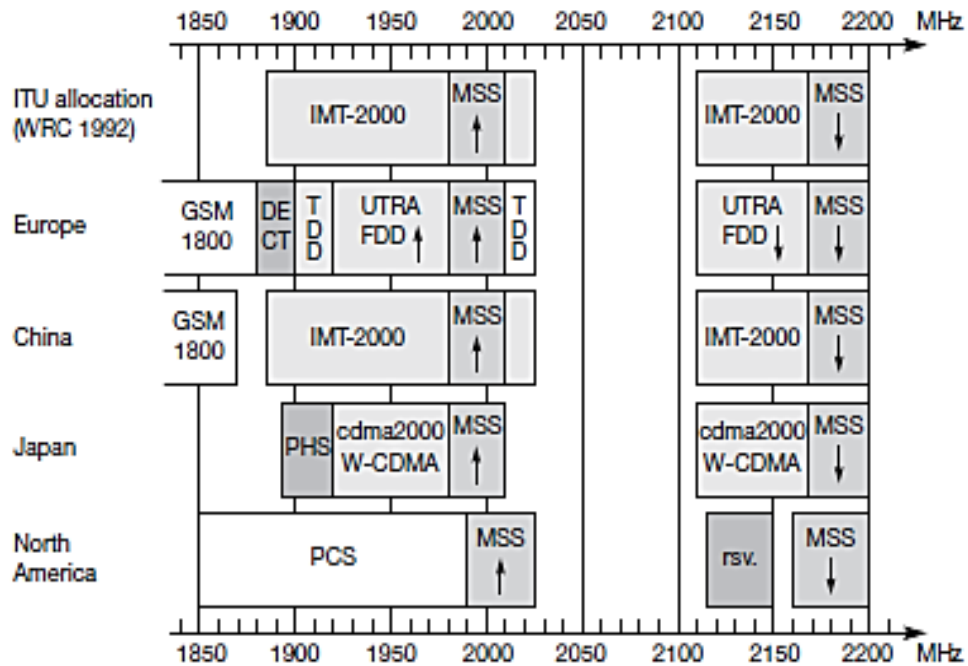 1850 1900 1950 2000 2050 2100 2150 2200 MHz
ITU allocation
(WRC 1992)
IMT-2000
MSS
IMT-2000
MSS
Europe
GSM
1800
DE
CT
T
D
D
UTRA
FDD
MSS
T
D
D
UTRA
FDD
MSS
China
GSM
1800
IMT-2000
MSS
IMT-2000
MSS
Japan
PHS
cdma2000
W-CDMA
MSS
cdma2000
W-CDMA
MSS
North
America
PCS
MSS
rsv.
MSS
1850 1900 1950 2000 2050 2100 2150 2200 MHz